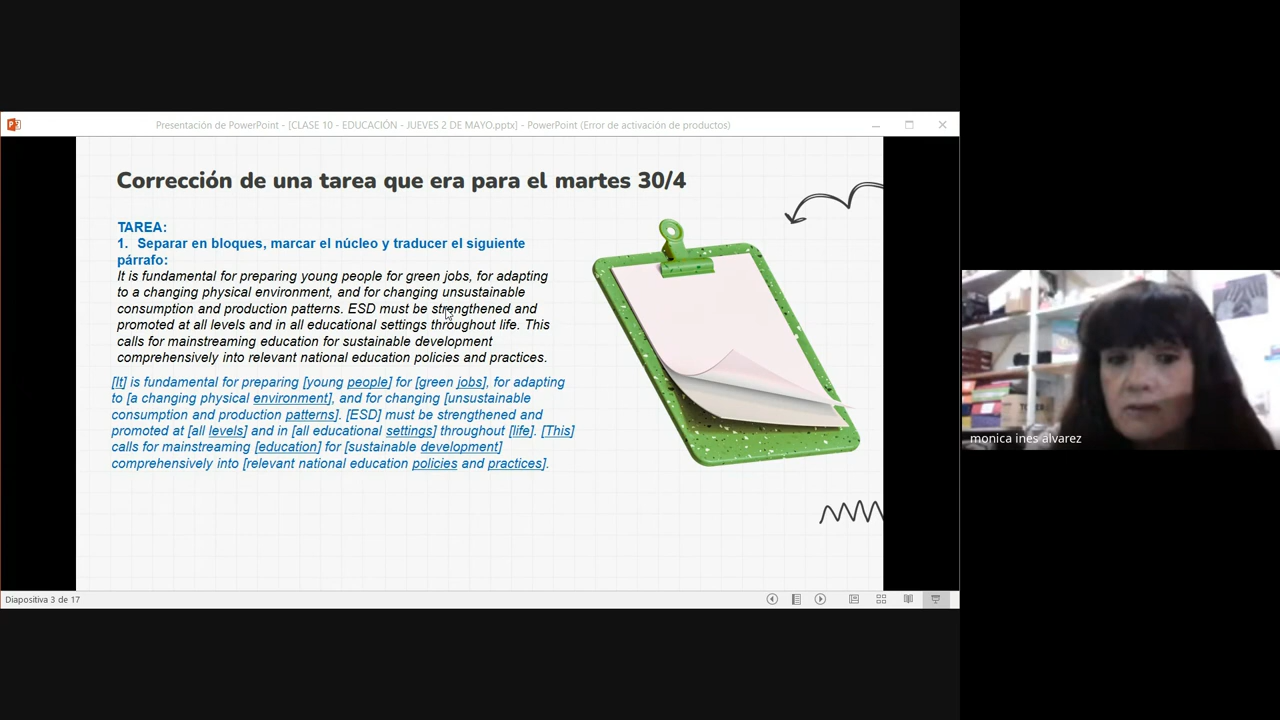 Presentación de PowerPoint - [CLASE 10 - EDUCACIÓN - JUEVES 2 DE MAYO.pptx] - PowerPoint (Error de activación de productos)
Corrección de una tarea que era para el martes 30/4
TAREA:
1. Separar en bloques, marcar el núcleo y traducer el siguiente
párrafo:
It is fundamental for preparing young people for green jobs, for adapting
to a changing physical environment, and for changing unsustainable
consumption and production patterns. ESD must be strengthened and
promoted at all levels and in all educational settings throughout life. This
calls for mainstreaming education for sustainable development
comprehensively into relevant national education policies and practices.
[It] is fundamental for preparing [young people] for [green jobs], for adapting
to [a changing physical environment], and for changing [unsustainable
consumption and production patterns]. [ESD] must be strengthened and
promoted at [all levels] and in [all educational settings] throughout [life]. [This]
calls for mainstreaming [education] for [sustainable development]
comprehensively into [relevant national education policies and practices].
monica ines alvarez
Diapositiva 3 de 17